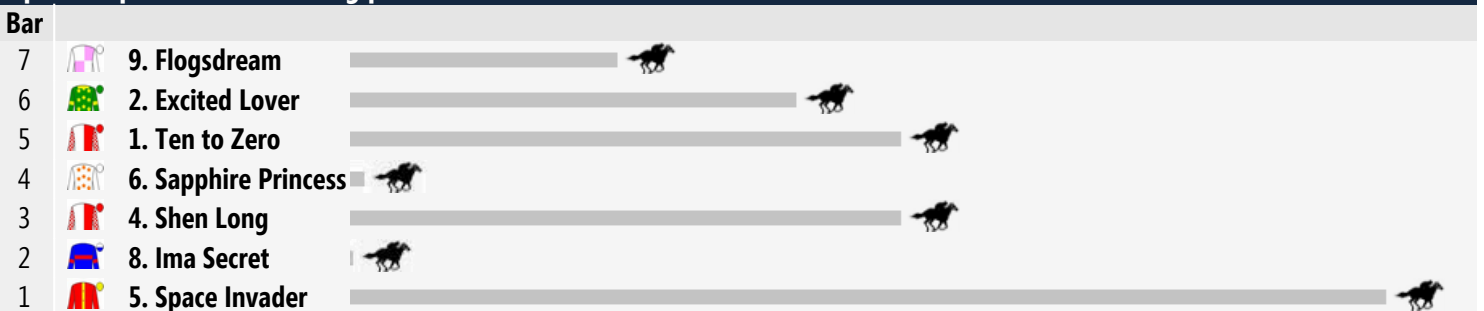 Bar
7 9. Flogsdream
6 2. Excited Lover
5 1. Ten to Zero
4 6. Sapphire Princess
3 4. Shen Long
2 8. Ima Secret
1 5. Space Invader